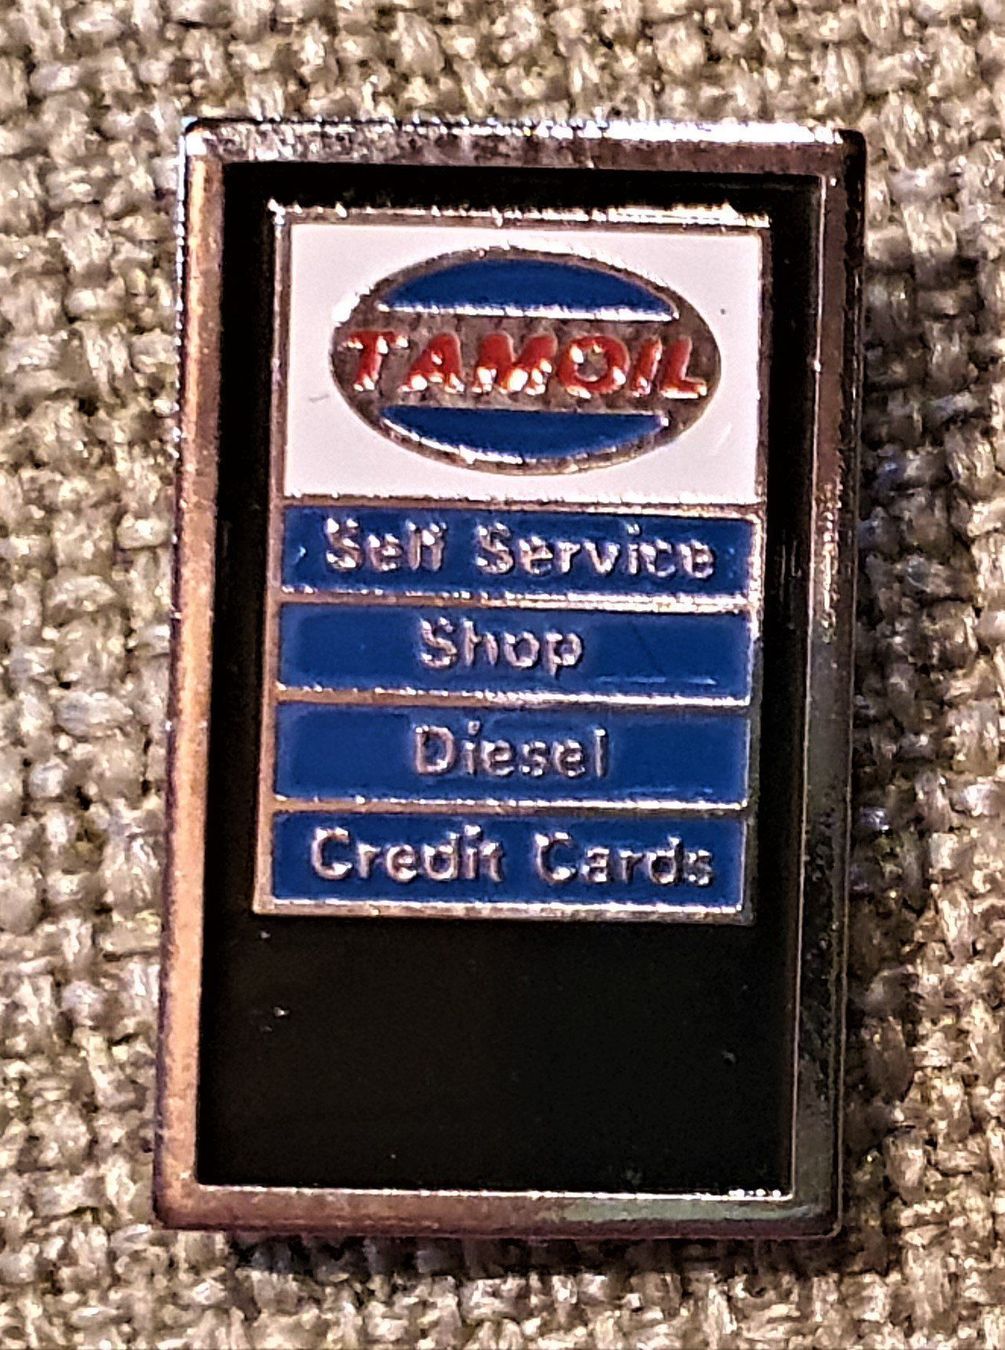 TAMOIL
Self Service
Shop
Diesel
Credit Cards